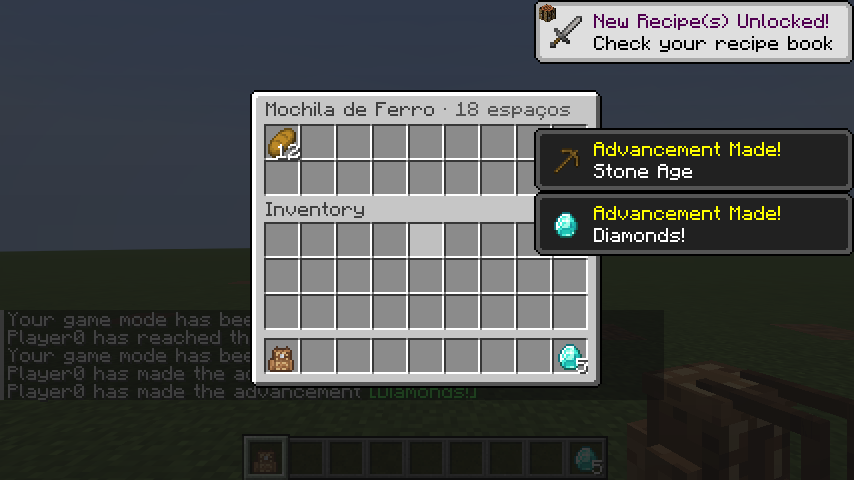 New Recipe(s) Unlocked!
Check your recipe book
Mochila de Ferro · 18 espaços
12
Advancement Made!
Stone Age
Inventory
Advancement Made!
Diamonds!
Your game mode has bee
Player0 has reached th
Your game mode has bee
Player0 has made the ad
Player0 has made the advancement [Diamonds!]
5
5